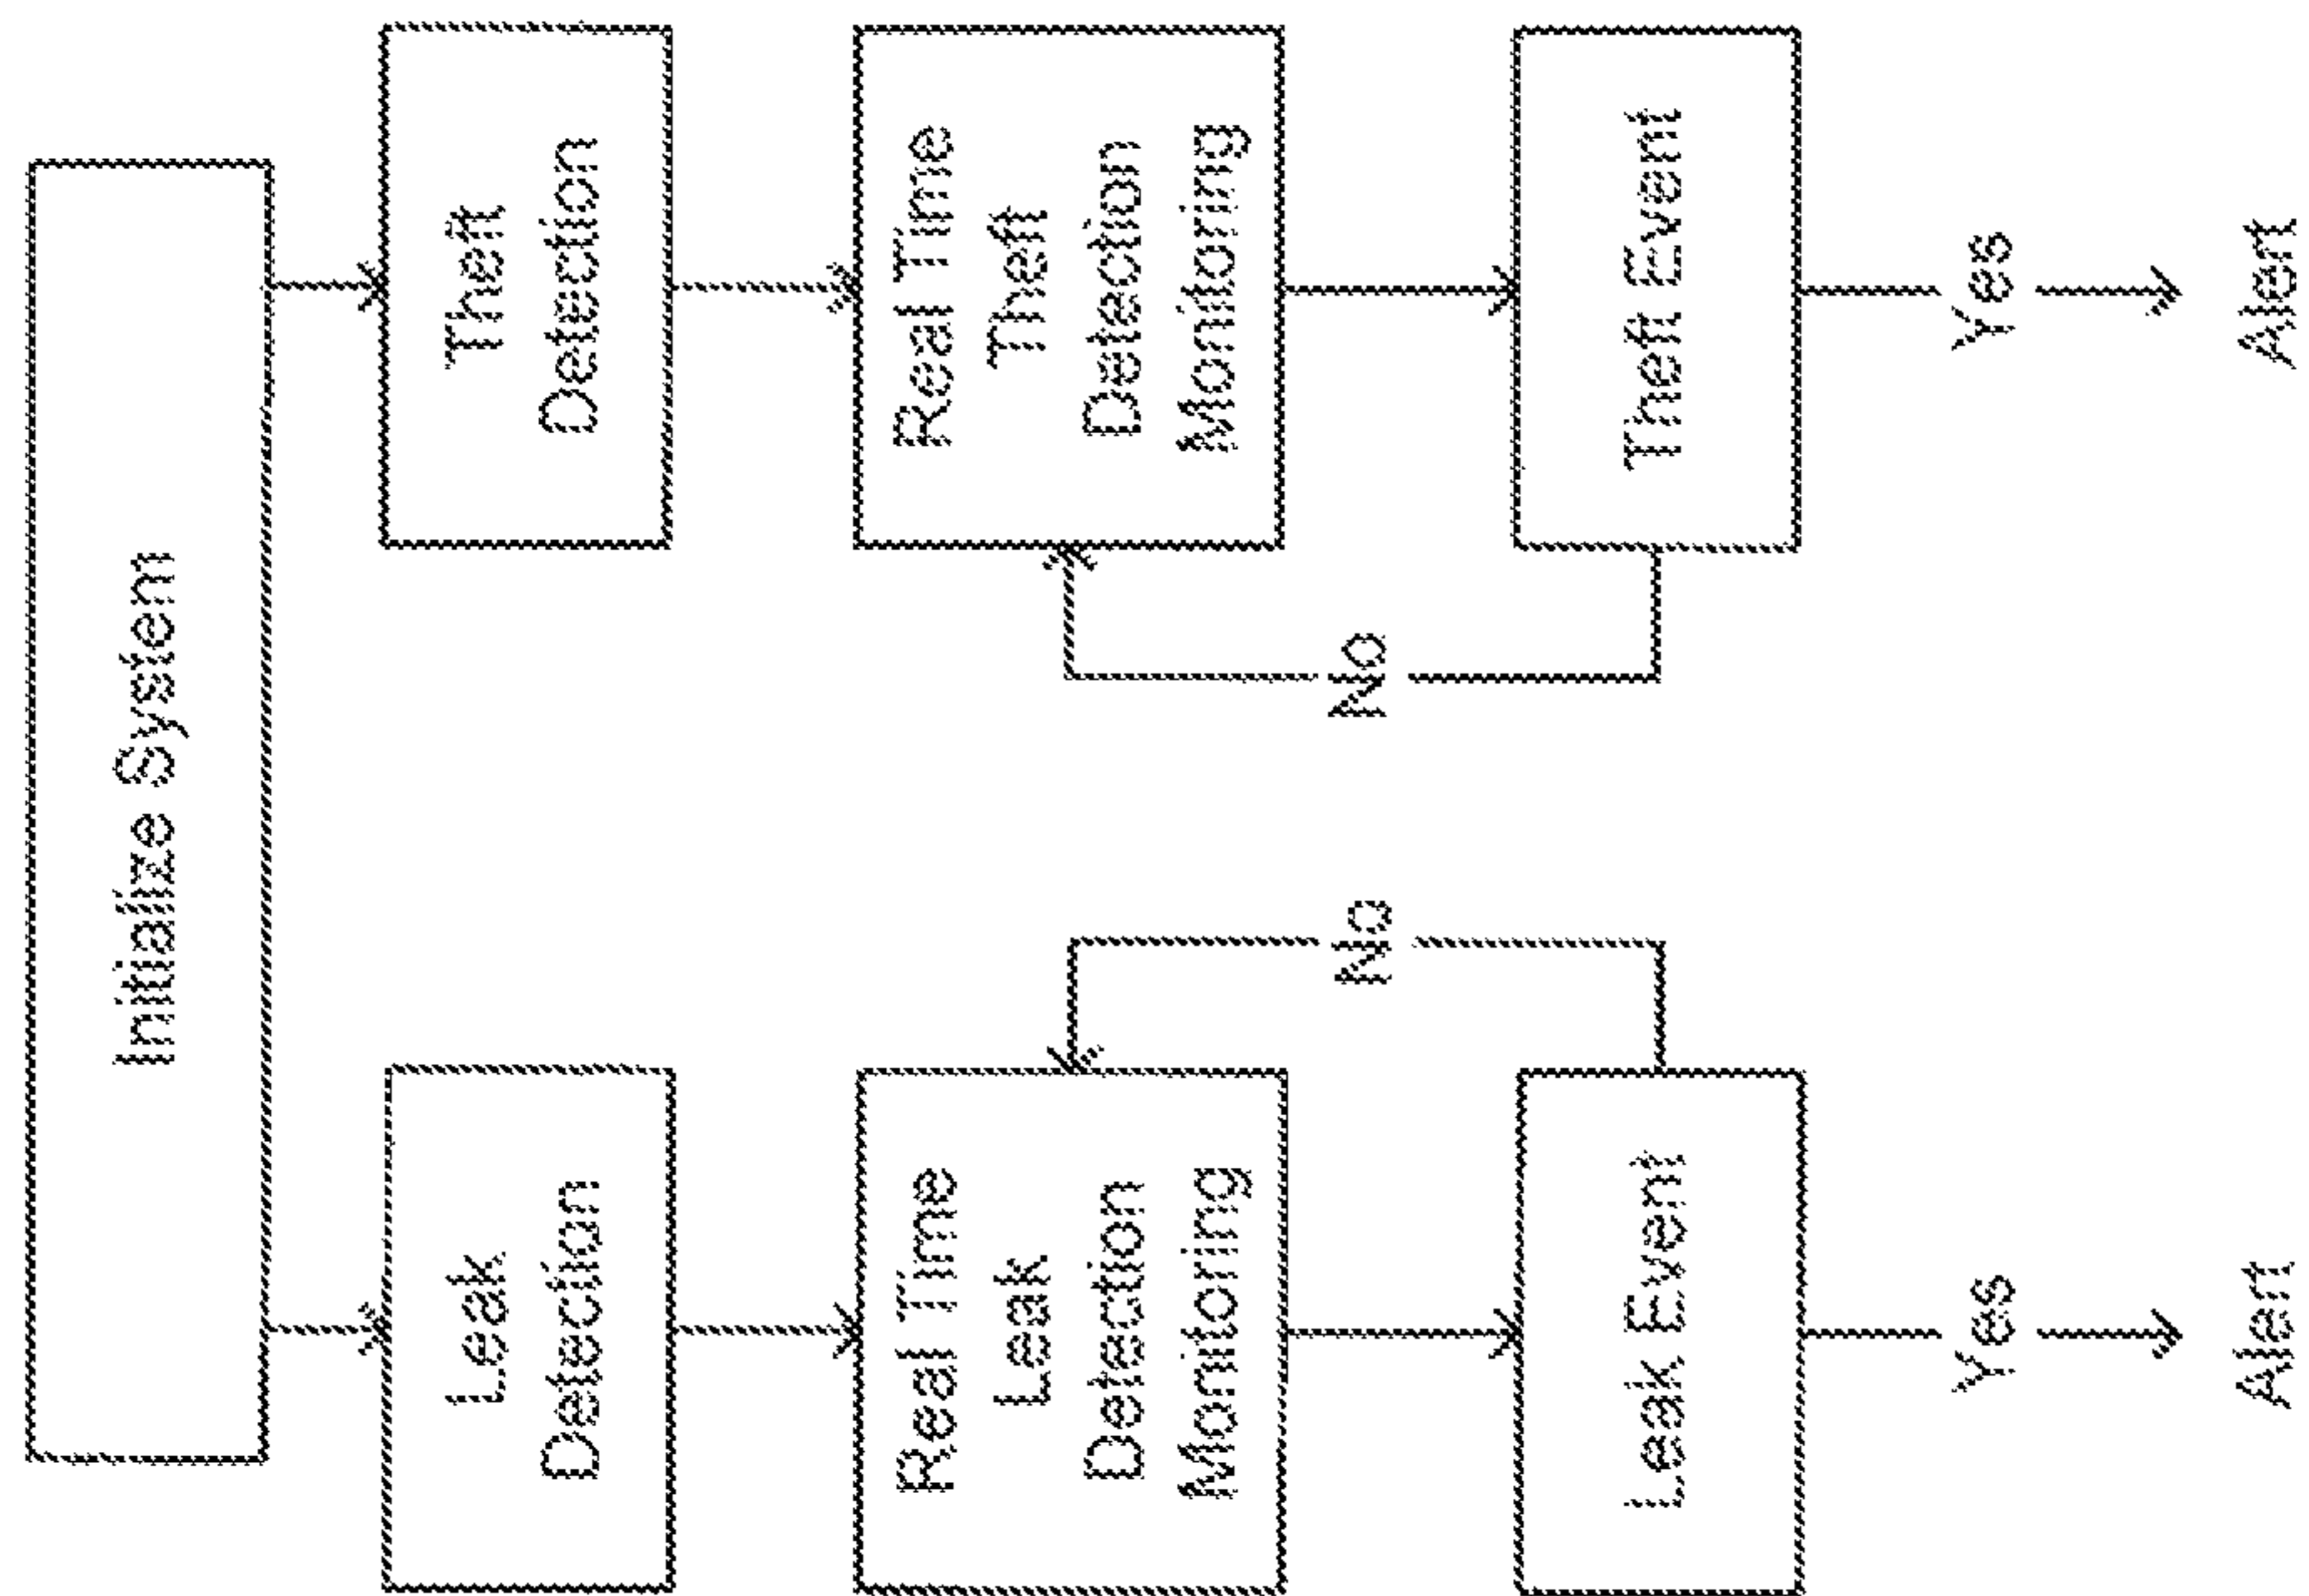 Initialize System
Leak
Detection
Real Time
Leak
Detection
Monitoring
No
Leak Event
Yes
Alert
Theft
Detection
Real Time
Theft
Detection
Monitoring
No
Theft Event
Yes
Alert